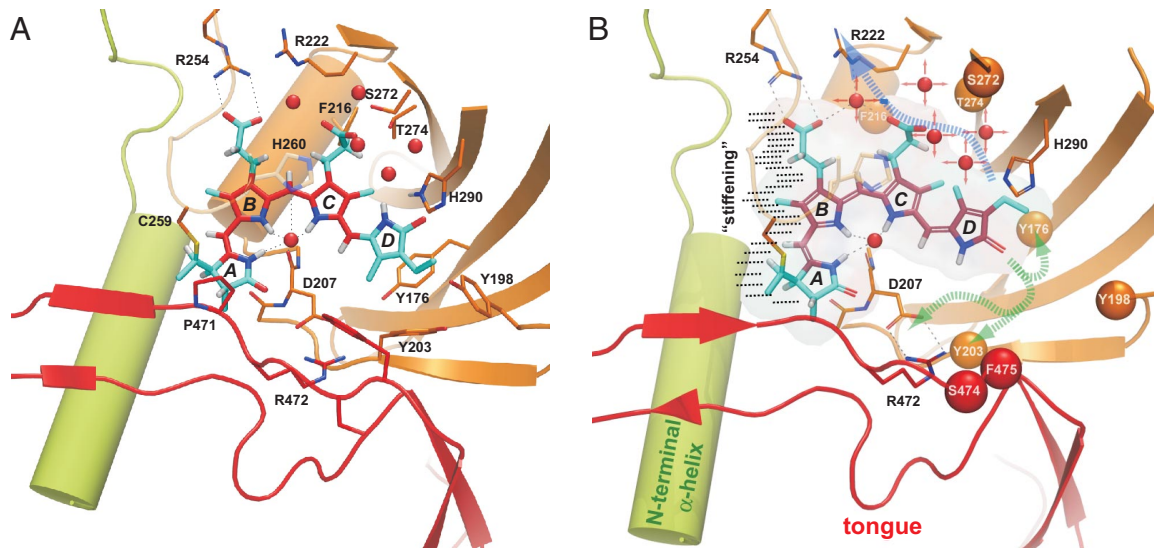 A
R254
R222
S272
F216
T274
H260
B
C
H290
D
C259
A
D207
Y176
Y198
P471
Y203
R472
B
R254
R222
S272
T274
F216
H290
"stiffening"
B
C
D
Y176
A
D207
Y198
Y203
F475
S474
R472
N-terminal
α-helix
tongue